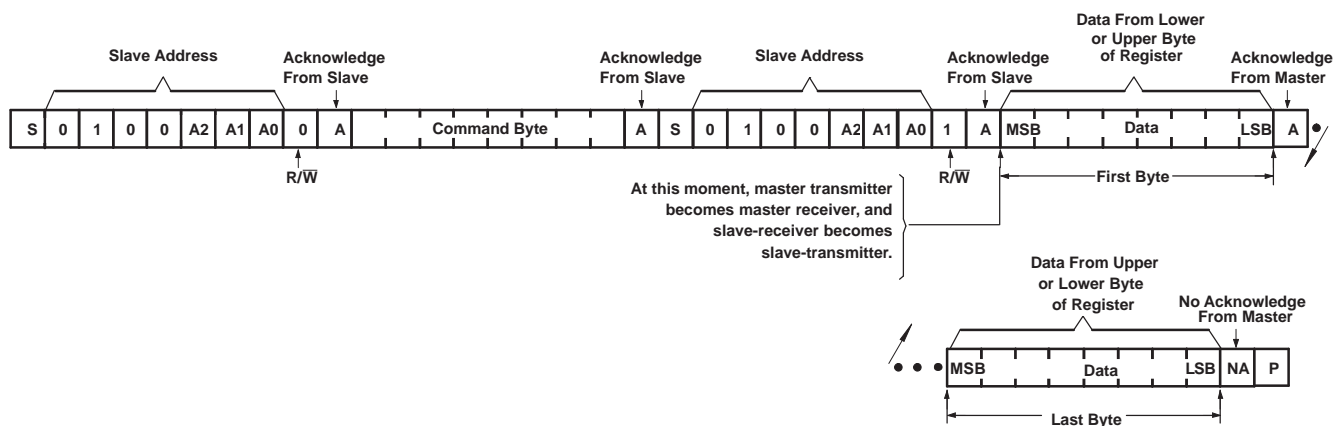 Data From Lower
or Upper Byte
of Register
Slave Address
Acknowledge
From Slave
Acknowledge
From Slave
Slave Address
Acknowledge
From Slave
Acknowledge
From Master
S 0 1 0 0 A2 A1 A0 0 A Command Byte A S 0 1 0 0 A2 A1 A0 1 A MSB Data LSB A
R/W̅
R/W̅
First Byte
At this moment, master transmitter
becomes master receiver, and
slave-receiver becomes
slave-transmitter.
Data From Upper
or Lower Byte
of Register
No Acknowledge
From Master
MSB Data LSB NA P
Last Byte